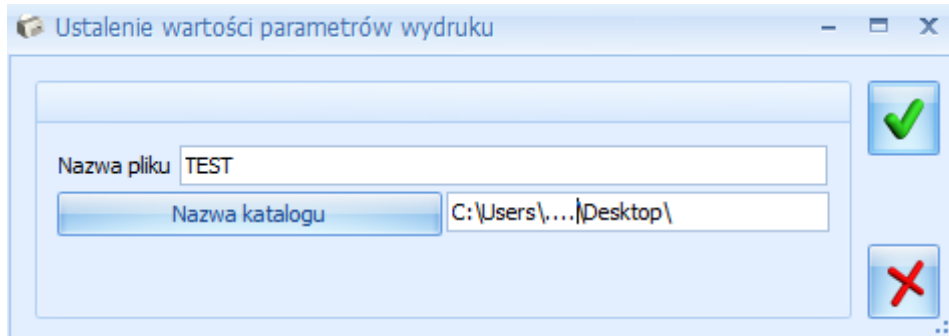 Ustalenie wartości parametrów wydruku
Nazwa pliku TEST
Nazwa katalogu C:\Users\....\Desktop\